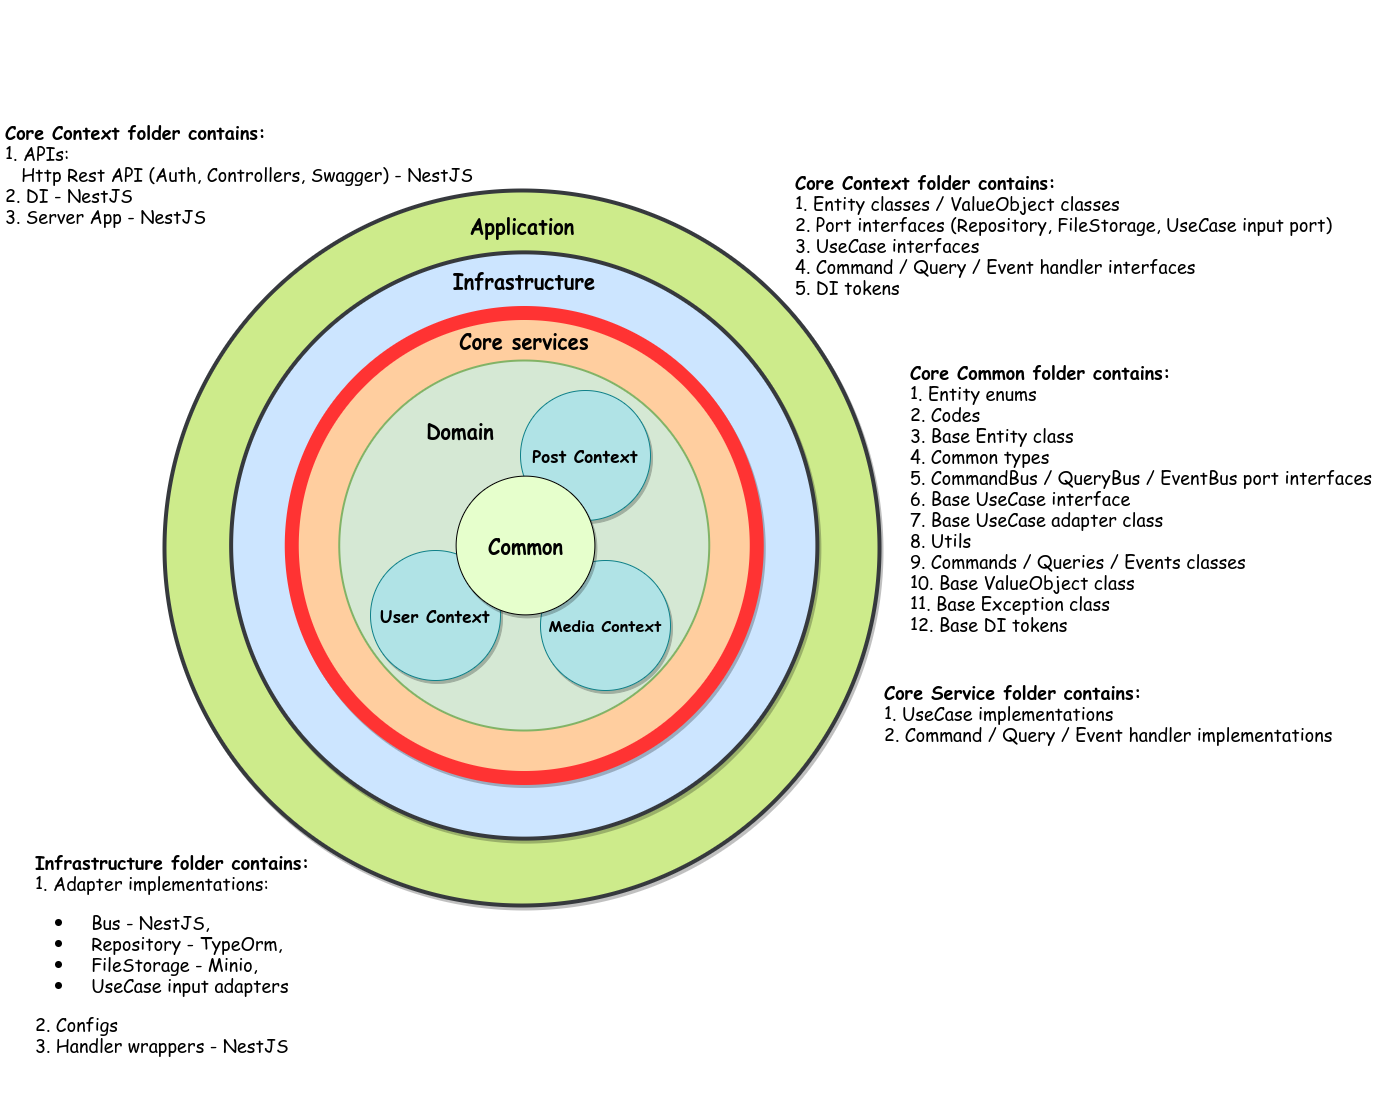 Core Context folder contains:
1. APIs:
Http Rest API (Auth, Controllers, Swagger) - NestJS
2. DI - NestJS
3. Server App - NestJS
Core Context folder contains:
1. Entity classes / ValueObject classes
2. Port interfaces (Repository, FileStorage, UseCase input port)
3. UseCase interfaces
4. Command / Query / Event handler interfaces
5. DI tokens
Application
Infrastructure
Core services
Domain
Post Context
Common
User Context
Media Context
Core Common folder contains:
1. Entity enums
2. Codes
3. Base Entity class
4. Common types
5. CommandBus / QueryBus / EventBus port interfaces
6. Base UseCase interface
7. Base UseCase adapter class
8. Utils
9. Commands / Queries / Events classes
10. Base ValueObject class
11. Base Exception class
12. Base DI tokens
Core Service folder contains:
1. UseCase implementations
2. Command / Query / Event handler implementations
Infrastructure folder contains:
1. Adapter implementations:
• Bus - NestJS,
• Repository - TypeOrm,
• FileStorage - Minio,
• UseCase input adapters
2. Configs
3. Handler wrappers - NestJS